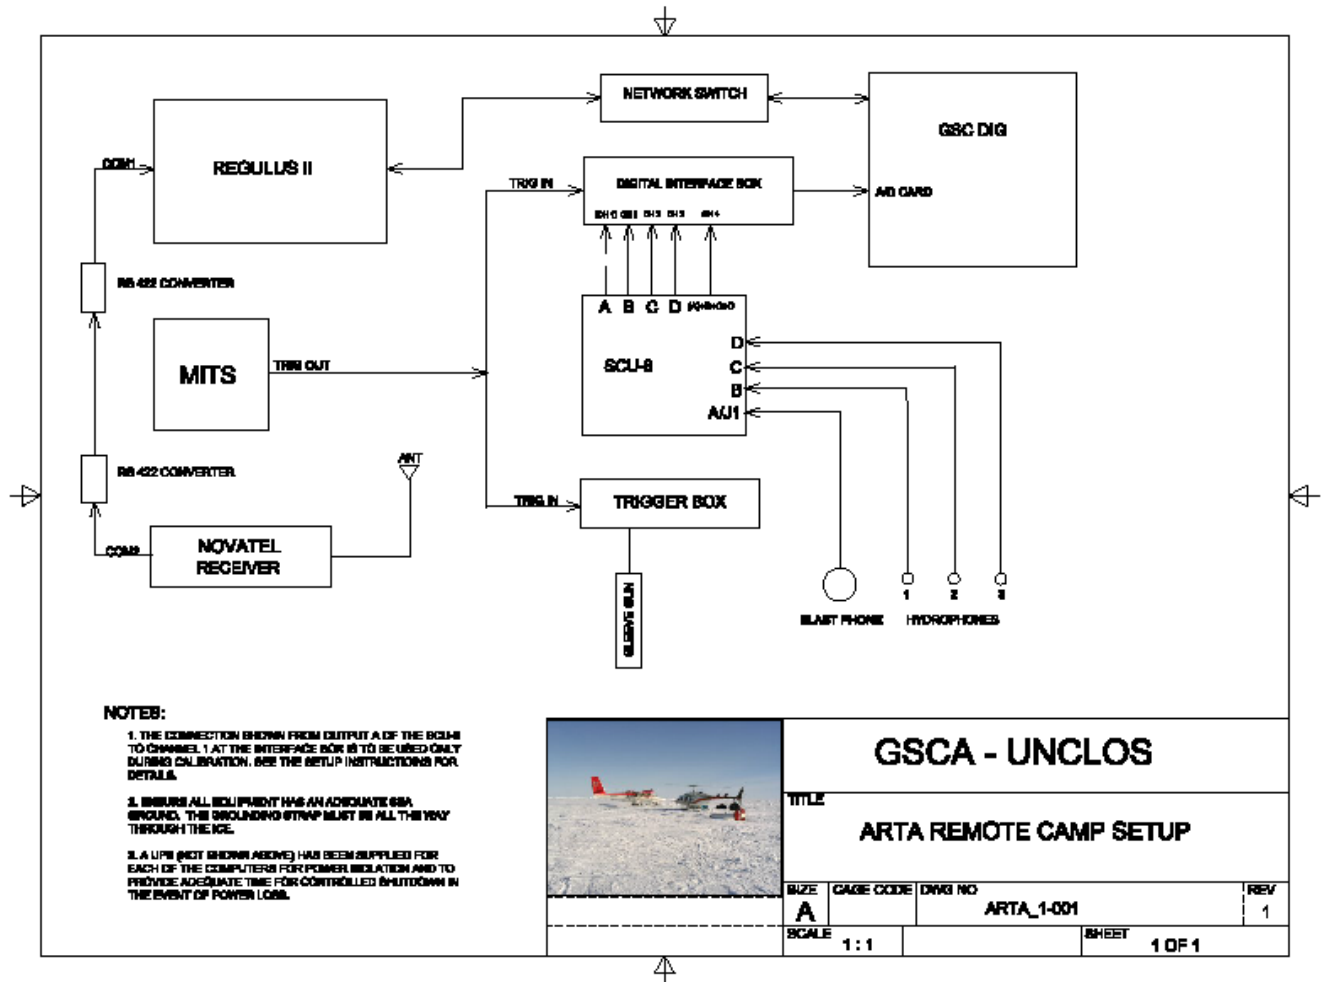 NETWORK SWITCH
GSC DIG
REGULUS II
COM1
TRIG IN
DIGITAL INTERFACE BOX
A/D CARD
CH 2 CH 3
CH 4
RS 422 CONVERTER
A B C D
D
SCU-8
C
B
A/J1
MITS
TRIG OUT
RS 422 CONVERTER
ANT
TRIG IN
TRIGGER BOX
COM2
NOVATEL
RECEIVER
SLEEVE GUN
1 2 3
BLAST PHONE HYDROPHONES
NOTES:
1. THE CONNECTION SHOWN FROM OUTPUT A OF THE SCU-8
TO CHANNEL 1 AT THE INTERFACE BOX IS TO BE USED ONLY
DURING CALIBRATION. SEE THE SETUP INSTRUCTIONS FOR
DETAILS.
2. ENSURE ALL EQUIPMENT HAS AN ADEQUATE SEA
GROUND. THE GROUNDING STRAP MUST BE ALL THE WAY
THROUGH THE ICE.
3. A UPS (NOT SHOWN ABOVE) HAS BEEN SUPPLIED FOR
EACH OF THE COMPUTERS FOR POWER ISOLATION AND TO
PROVIDE ADEQUATE TIME FOR CONTROLLED SHUTDOWN IN
THE EVENT OF POWER LOSS.
GSCA - UNCLOS
TITLE
ARTA REMOTE CAMP SETUP
SIZE CAGE CODE DWG NO REV
A ARTA_1-001 1
SCALE 1 : 1 SHEET 1 OF 1